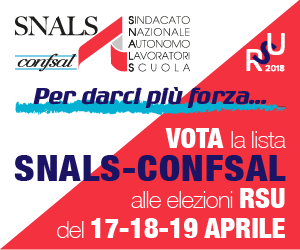 SNALS
confsal
SINDACATO
NAZIONALE
AUTONOMO
LAVORATORI
SCUOLA
RSU
2018
Per darci più forza...
VOTA la lista
SNALS-CONFSAL
alle elezioni RSU
del 17-18-19 APRILE